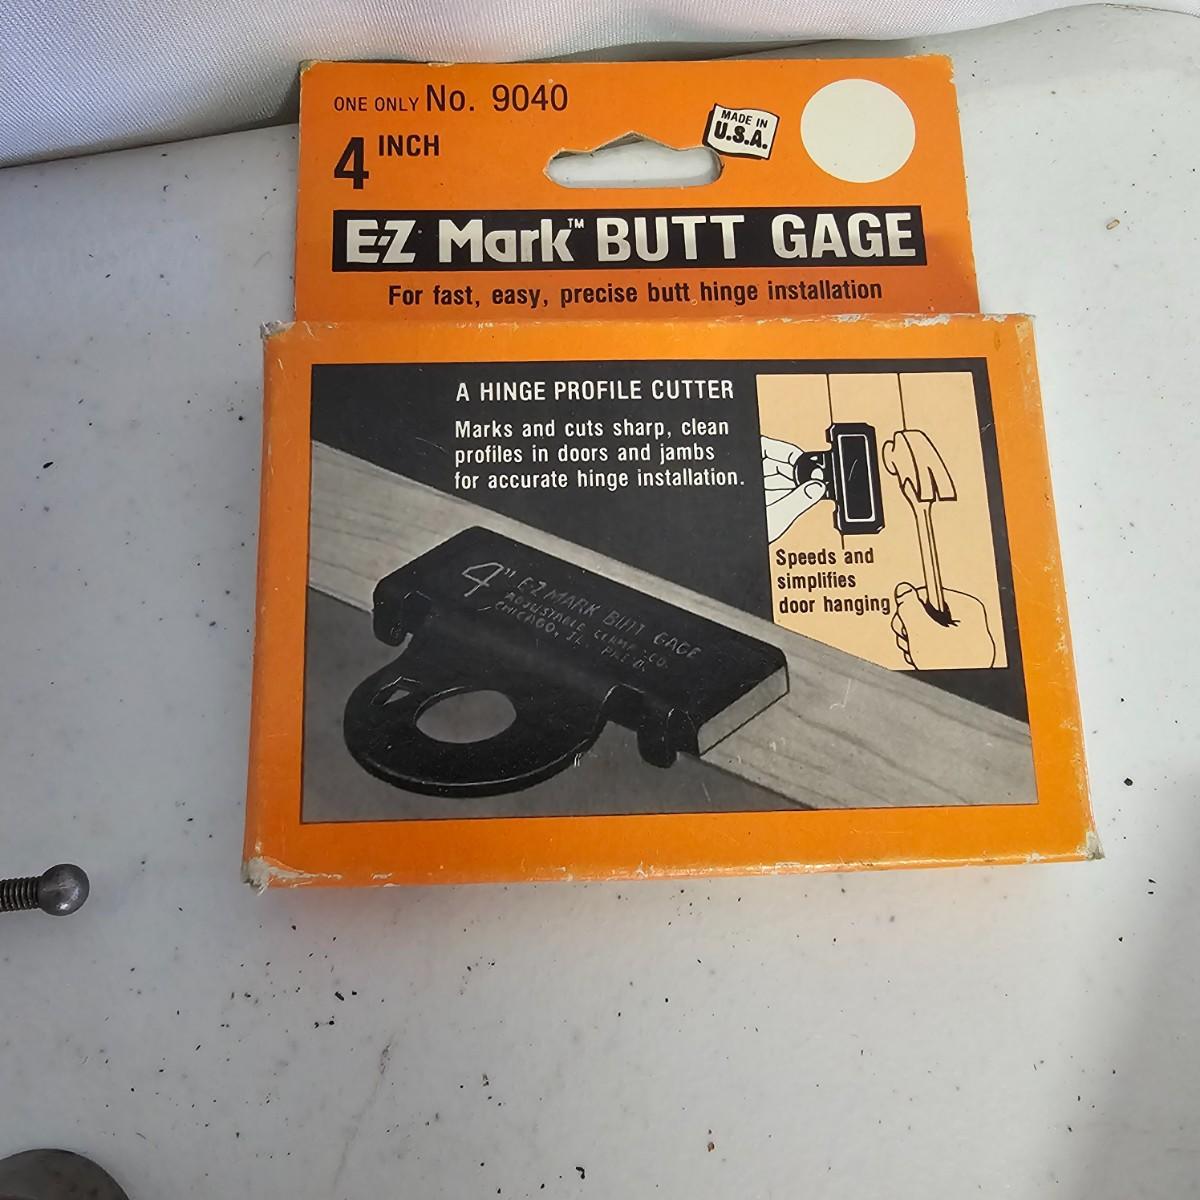 ONE ONLY No. 9040
4 INCH
MADE IN
U.S.A.
E-Z Mark™ BUTT GAGE
For fast, easy, precise butt hinge installation
A HINGE PROFILE CUTTER
Marks and cuts sharp, clean
profiles in doors and jambs
for accurate hinge installation.
Speeds and
simplifies
door hanging
4" E-Z MARK BUTT GAGE
ADJUSTABLE CLAMP CO.
CHICAGO, IL.